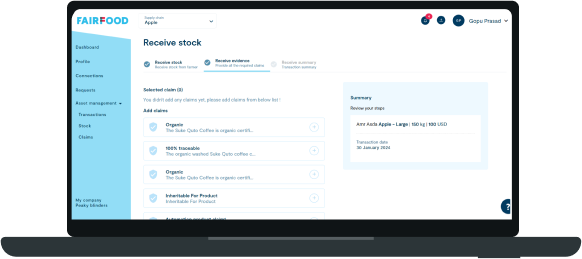 FAIRFOOD
Supply chain
Apple
GP
Gopu Prasad
Dashboard
Profile
Connections
Requests
Asset management
Transactions
Stock
Claims
My company
Peaky blinders
Receive stock
Receive stock
Receive stock from Vendor
Receive evidence
Provide all the required claims
Receive summary
Transaction summary
Selected claim (0)
You didn't add any claims yet, please add claims from below list :
Add claims
Organic
The Suke Quto Coffee is organic certifi...
100% traceable
The organic washed Suke Quto coffee c...
Organic
The Suke Quto Coffee is organic certifi...
Inheritable For Product
Inheritable For Product
Summary
Review your steps
Ami Asda Apple - Large | 150 kg | 100 USD
Transaction date
30 January 2023
?